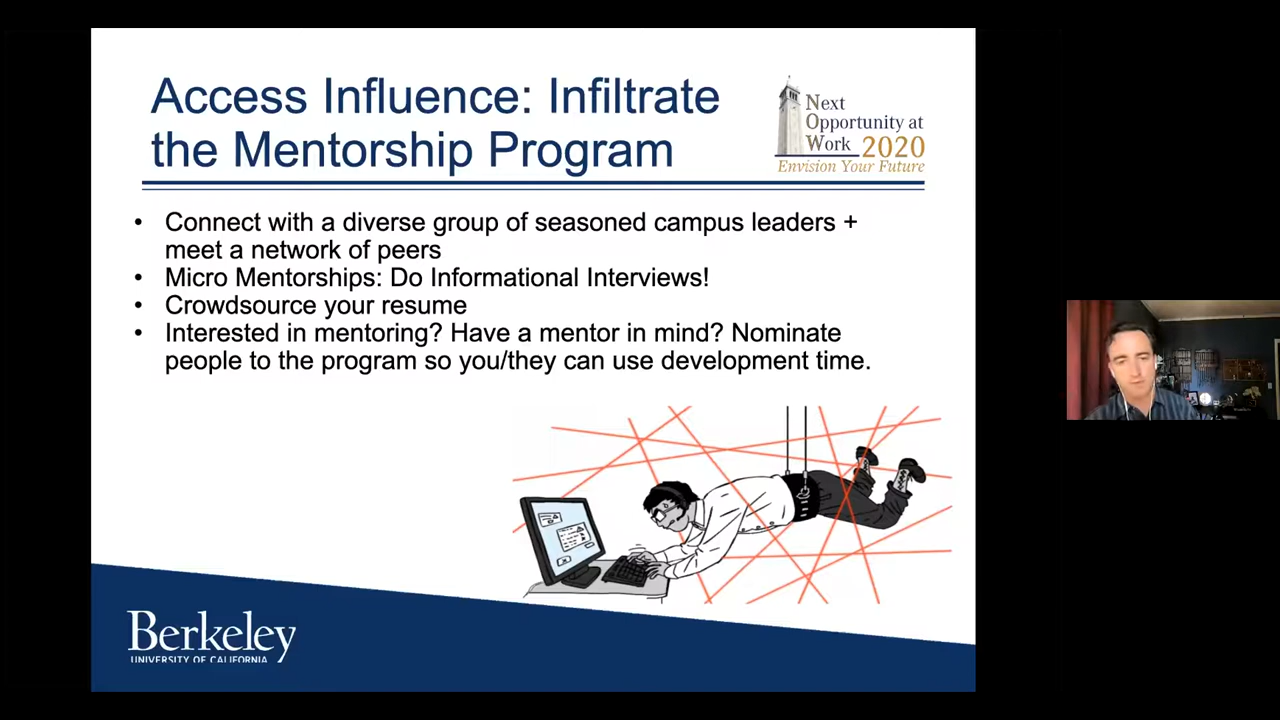 Access Influence: Infiltrate
the Mentorship Program
Next
Opportunity at
Work 2020
Envision Your Future
• Connect with a diverse group of seasoned campus leaders +
meet a network of peers
• Micro Mentorships: Do Informational Interviews!
• Crowdsource your resume
• Interested in mentoring? Have a mentor in mind? Nominate
people to the program so you/they can use development time.
Berkeley
UNIVERSITY OF CALIFORNIA